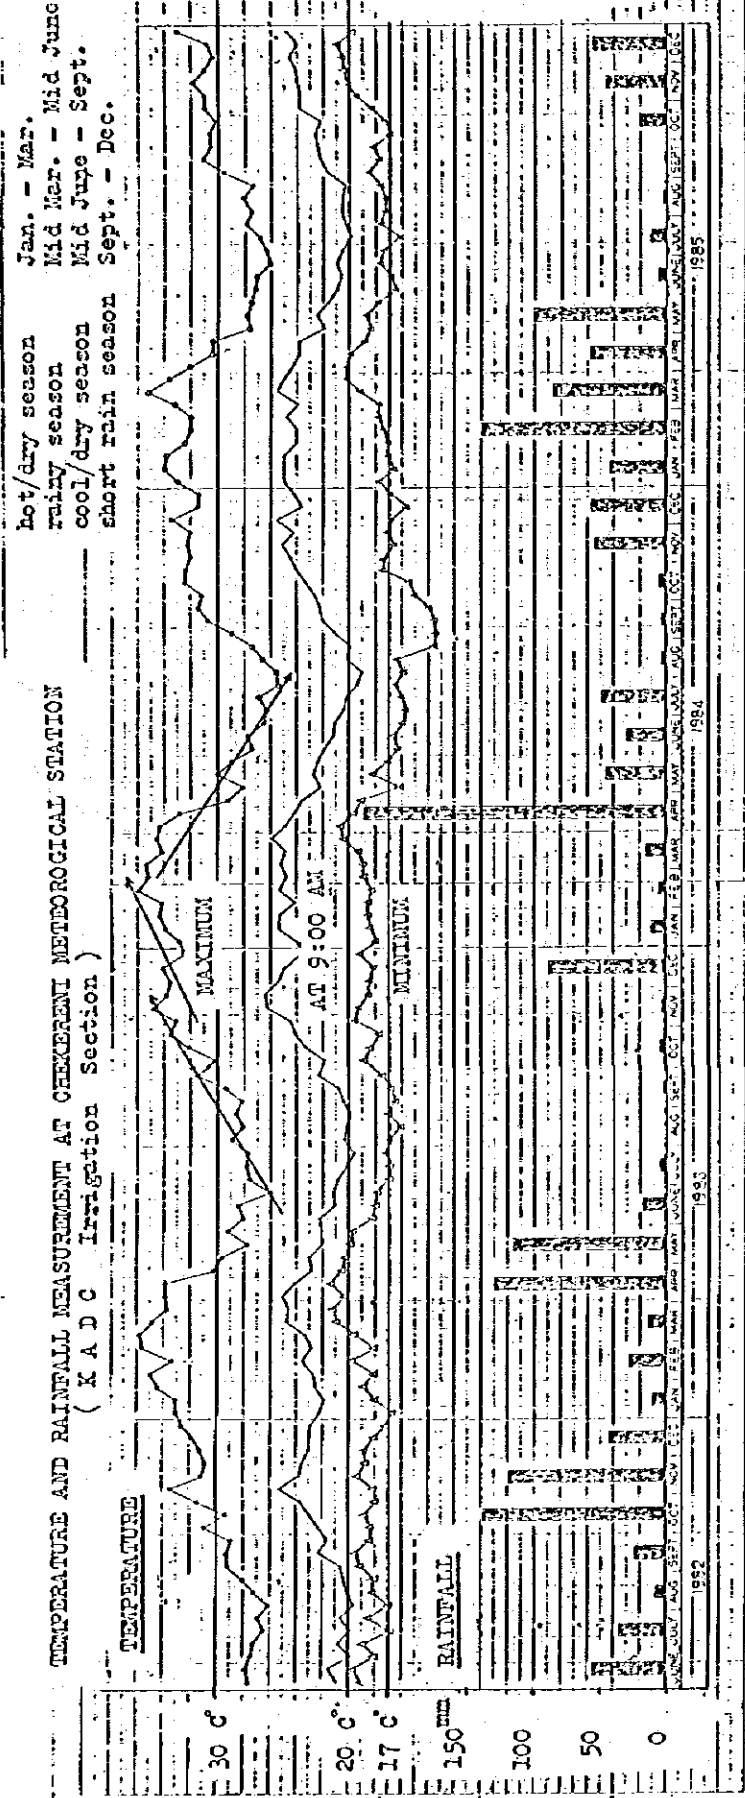 hot/dry season Jan. - Mar.
rainy season Mid Mar. - Mid June
cool/dry season Mid June - Sept.
short rain season Sept. - Dec.
TEMPERATURE AND RAINFALL MEASUREMENT AT CHEKERENI METEOROGICAL STATION
( K A D C Irrigation Section )
TEMPERATURE
MAXIMUM
AT 9:00 AM
MINIMUM
30 C°
20 C°
17 C°
RAINFALL
150 mm
100
50
0
JUNE JULY AUG SEPT OCT NOV DEC JAN FEB MAR APR MAY JUNE JULY AUG SEPT OCT NOV DEC JAN FEB MAR APR MAY JUNE JULY AUG SEPT OCT NOV DEC JAN FEB MAR APR MAY JUNE JULY AUG SEPT OCT NOV DEC
1982 1983 1984 1985